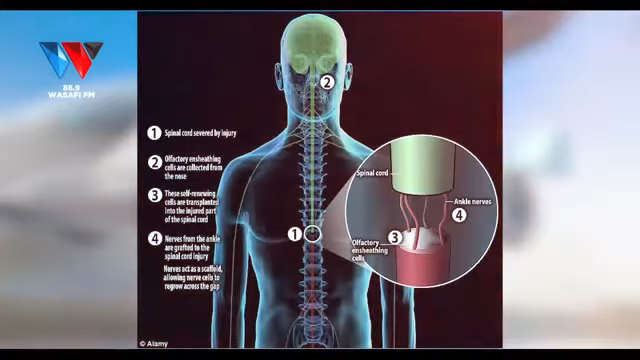 88.9
WASAFI FM
2
1 Spinal cord severed by injury
2 Olfactory ensheathing
cells are collected from
the nose
3 These self-renewing
cells are transplanted
into the injured part
of the spinal cord
4 Nerves from the ankle
are grafted to the
spinal cord injury
Nerves act as a scaffold,
allowing nerve cells to
regrow across the gap
1
Spinal cord
Ankle nerves
4
3
Olfactory
ensheathing
cells
© Alamy